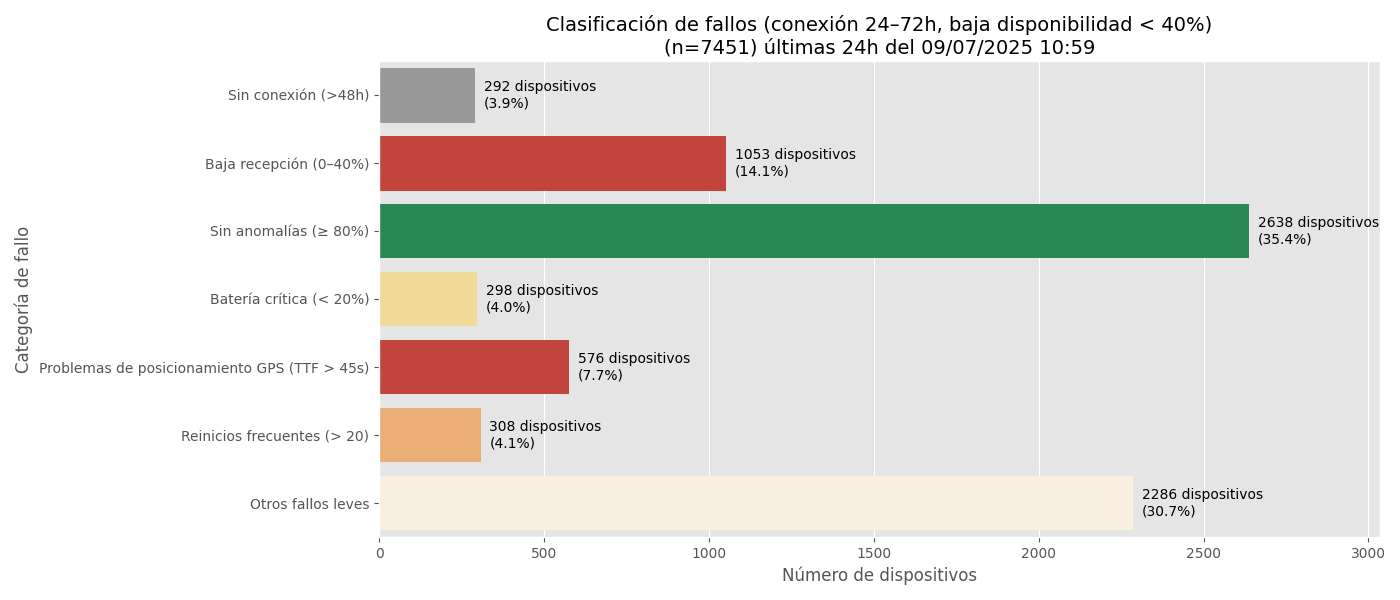 Clasificación de fallos (conexión 24–72h, baja disponibilidad < 40%)
(n=7451) últimas 24h del 09/07/2025 10:59
Categoría de fallo
Sin conexión (>48h)
292 dispositivos
(3.9%)
Baja recepción (0–40%)
1053 dispositivos
(14.1%)
Sin anomalías (≥ 80%)
2638 dispositivos
(35.4%)
Batería crítica (< 20%)
298 dispositivos
(4.0%)
Problemas de posicionamiento GPS (TTF > 45s)
576 dispositivos
(7.7%)
Reinicios frecuentes (> 20)
308 dispositivos
(4.1%)
Otros fallos leves
2286 dispositivos
(30.7%)
0 500 1000 1500 2000 2500 3000
Número de dispositivos